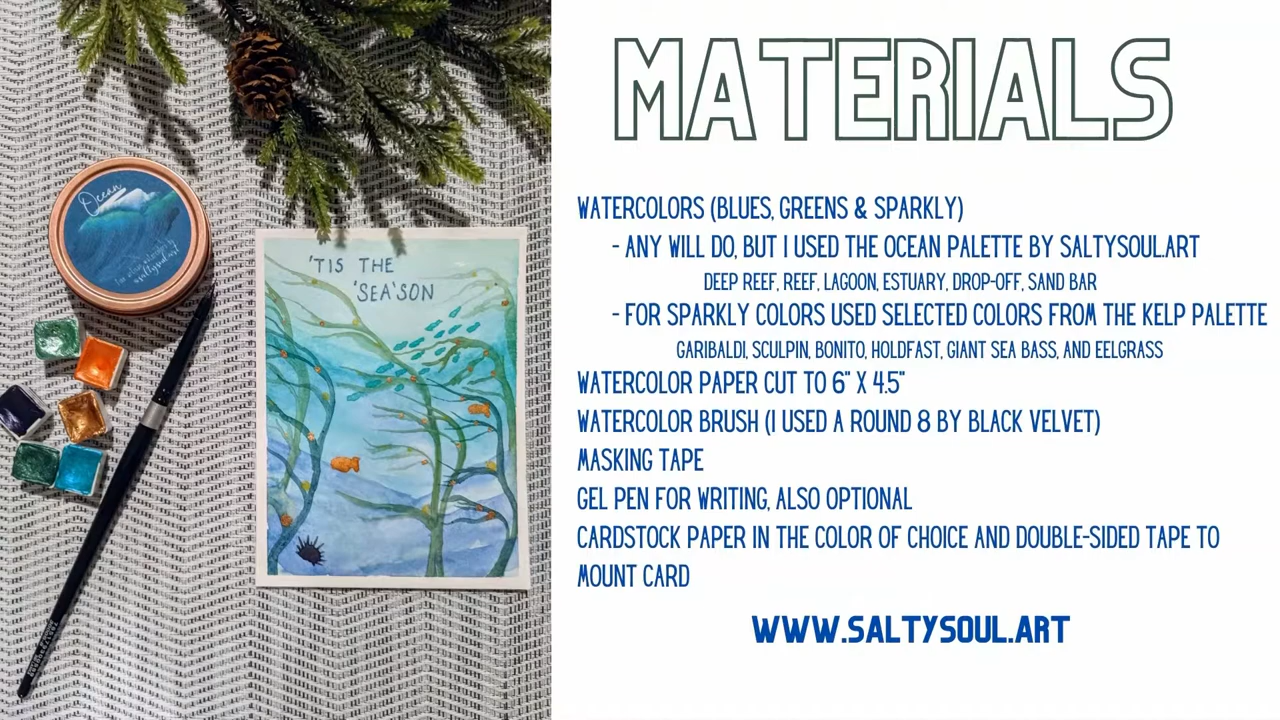 MATERIALS
WATERCOLORS (BLUES, GREENS & SPARKLY)
- ANY WILL DO, BUT I USED THE OCEAN PALETTE BY SALTYSOUL.ART
DEEP REEF, REEF, LAGOON, ESTUARY, DROP-OFF, SAND BAR
- FOR SPARKLY COLORS USED SELECTED COLORS FROM THE KELP PALETTE
GARIBALDI, SCULPIN, BONITO, HOLDFAST, GIANT SEA BASS, AND EELGRASS
WATERCOLOR PAPER CUT TO 6" X 4.5"
WATERCOLOR BRUSH (I USED A ROUND 8 BY BLACK VELVET)
MASKING TAPE
GEL PEN FOR WRITING, ALSO OPTIONAL
CARDSTOCK PAPER IN THE COLOR OF CHOICE AND DOUBLE-SIDED TAPE TO
MOUNT CARD
WWW.SALTYSOUL.ART
Ocean
@saltysoul.art
'TIS THE
'SEA'SON